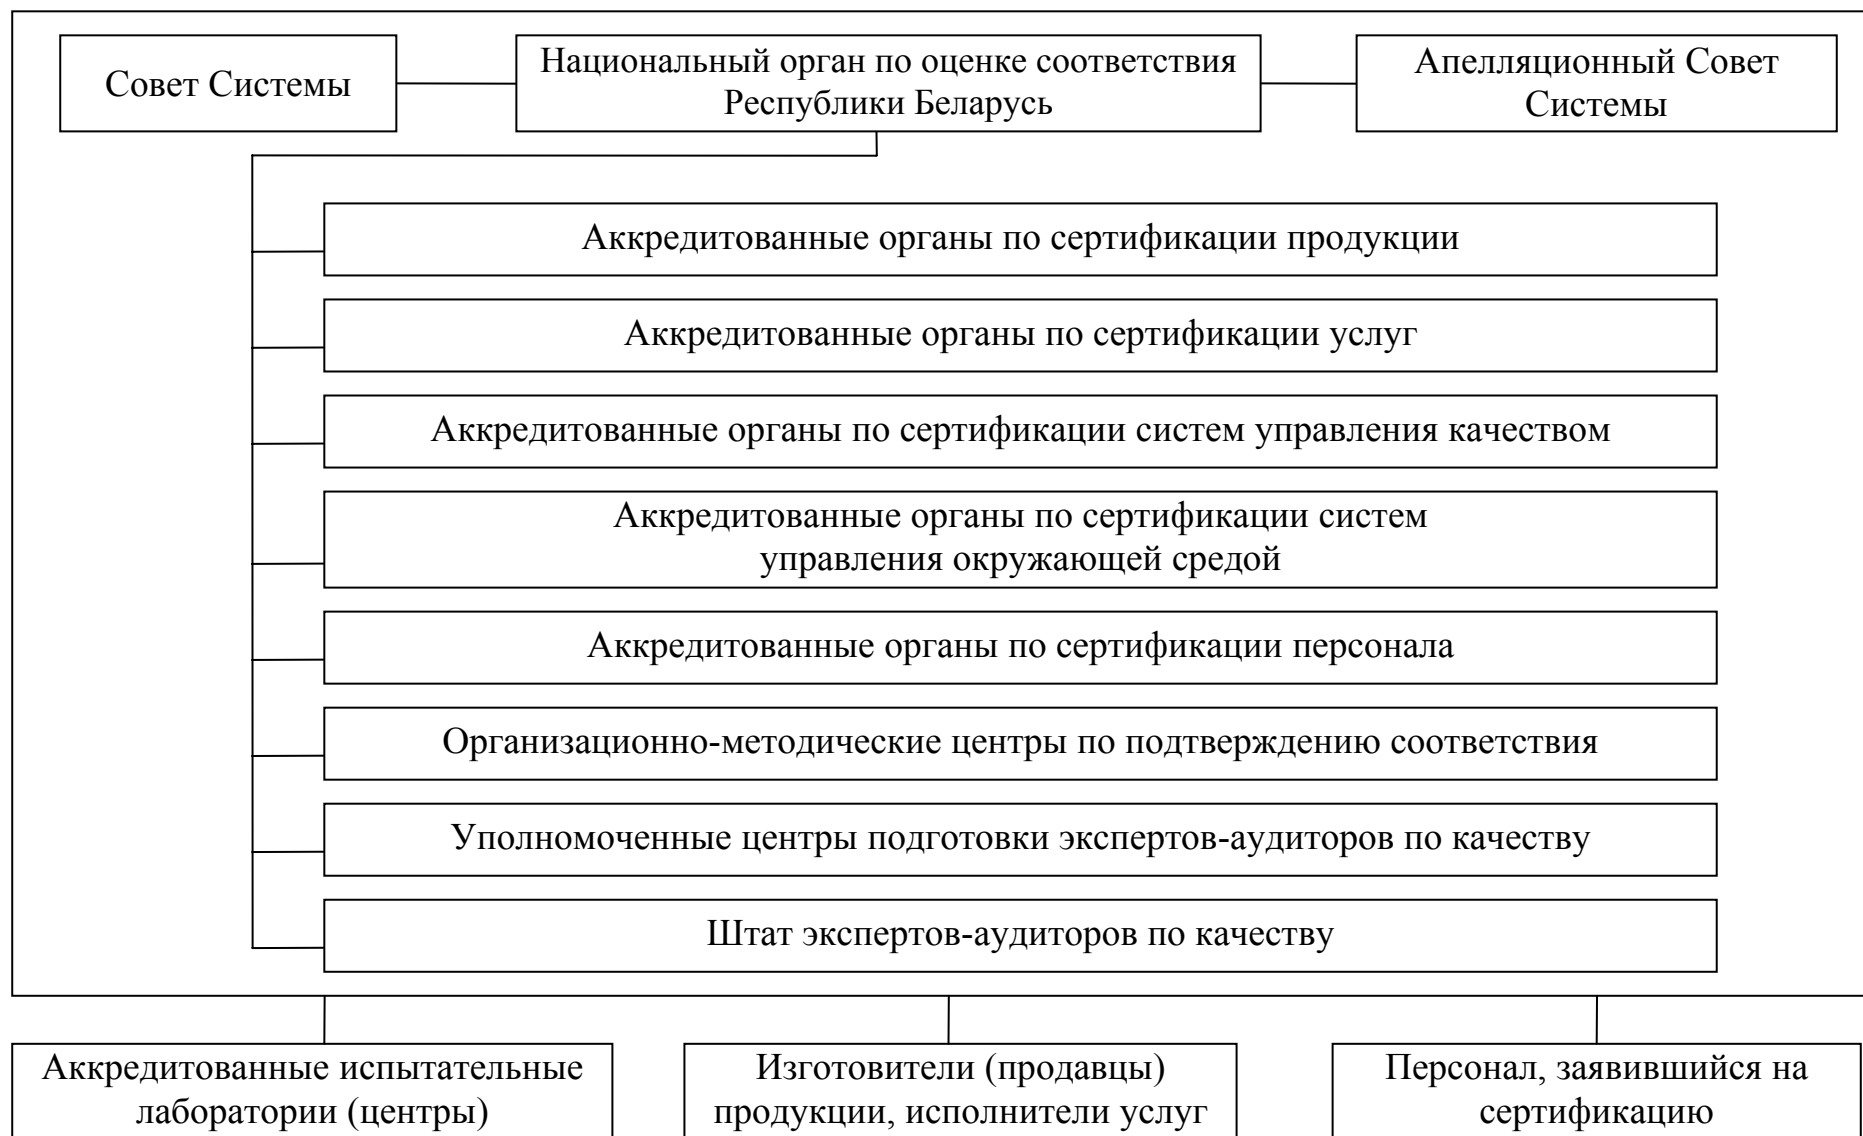 Совет Системы
Национальный орган по оценке соответствия
Республики Беларусь
Апелляционный Совет
Системы
Аккредитованные органы по сертификации продукции
Аккредитованные органы по сертификации услуг
Аккредитованные органы по сертификации систем управления качеством
Аккредитованные органы по сертификации систем
управления окружающей средой
Аккредитованные органы по сертификации персонала
Организационно-методические центры по подтверждению соответствия
Уполномоченные центры подготовки экспертов-аудиторов по качеству
Штат экспертов-аудиторов по качеству
Аккредитованные испытательные
лаборатории (центры)
Изготовители (продавцы)
продукции, исполнители услуг
Персонал, заявившийся на
сертификацию